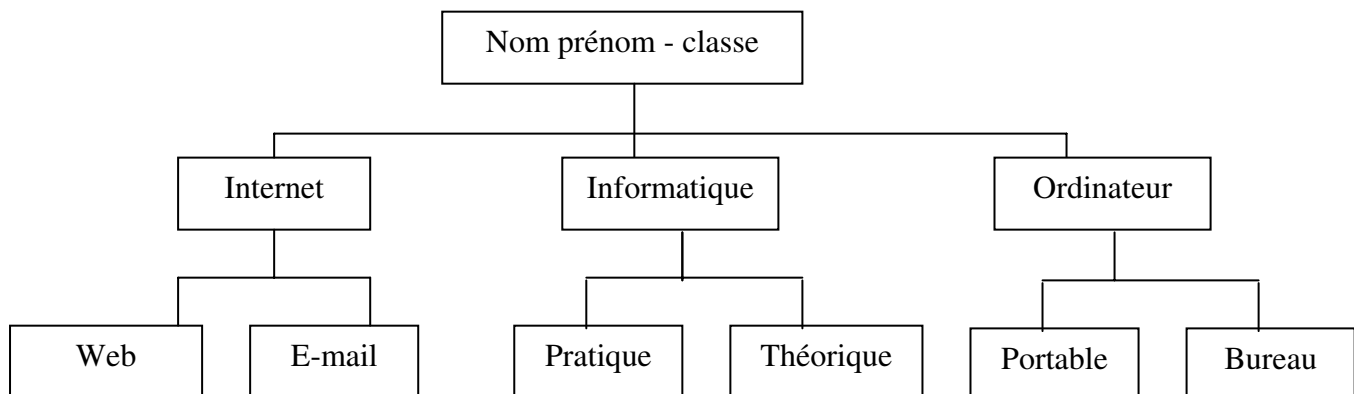 Nom prénom - classe
Internet
Informatique
Ordinateur
Web
E-mail
Pratique
Théorique
Portable
Bureau